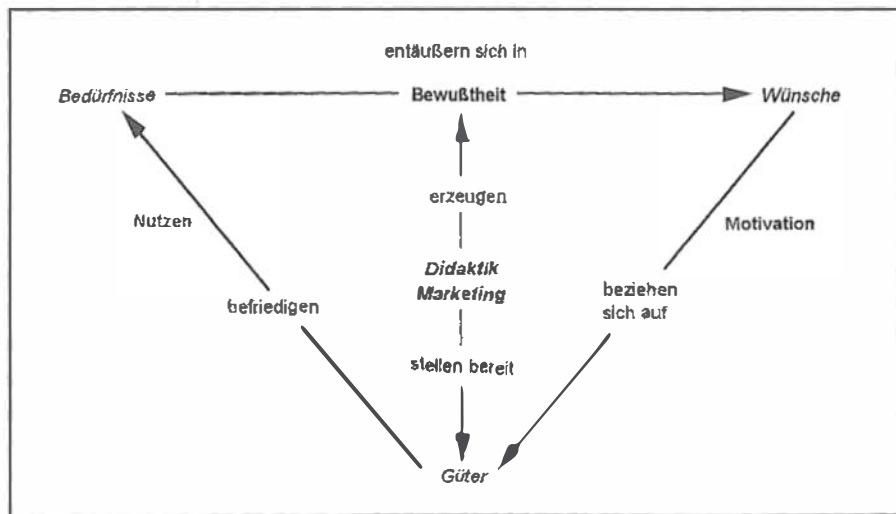 entäußern sich in
Bedürfnisse
Bewußtheit
Wünsche
erzeugen
Nutzen
Motivation
Didaktik
Marketing
befriedigen
beziehen
sich auf
stellen bereit
Güter